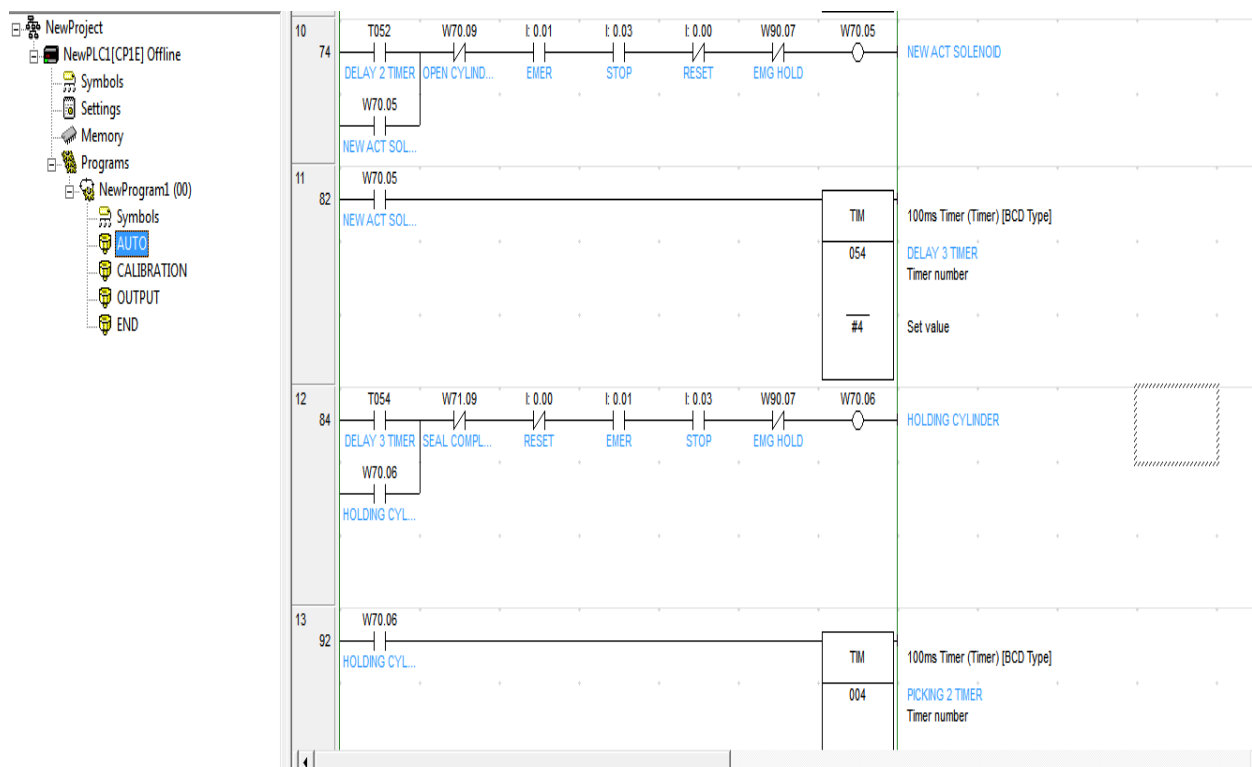 NewProject
NewPLC1[CP1E] Offline
Symbols
Settings
Memory
Programs
NewProgram1 (00)
Symbols
AUTO
CALIBRATION
OUTPUT
END
10
74
T052 W70.09 I: 0.01 I: 0.03 I: 0.00 W90.07 W70.05
NEW ACT SOLENOID
DELAY 2 TIMER OPEN CYLIND... EMER STOP RESET EMG HOLD
W70.05
NEW ACT SOL...
11
82
W70.05
NEW ACT SOL...
TIM 100ms Timer (Timer) [BCD Type]
054 DELAY 3 TIMER
Timer number
#4 Set value
12
84
T054 W71.09 I: 0.00 I: 0.01 I: 0.03 W90.07 W70.06
HOLDING CYLINDER
DELAY 3 TIMER SEAL COMPL... RESET EMER STOP EMG HOLD
W70.06
HOLDING CYL...
13
92
W70.06
HOLDING CYL...
TIM 100ms Timer (Timer) [BCD Type]
004 PICKING 2 TIMER
Timer number